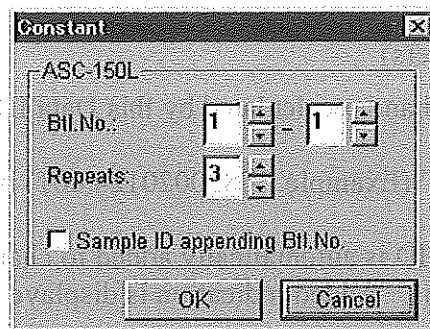 Constant
ASC-150L
Btl.No.: 1 - 1
Repeats: 3
Sample ID appending Btl.No.
OK Cancel